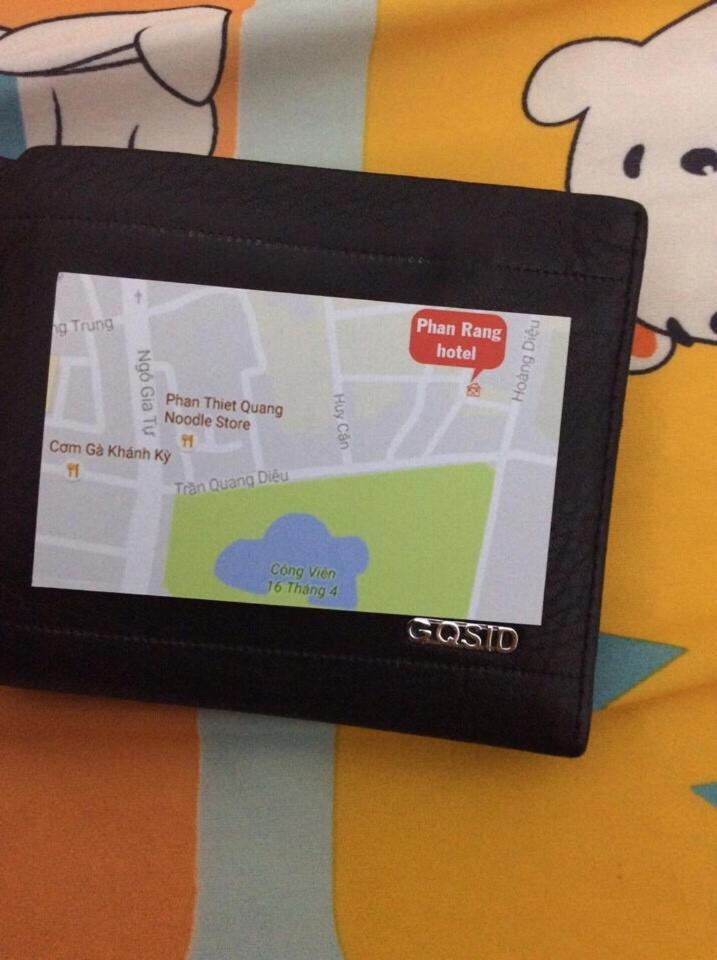 ng Trung
Phan Rang
hotel
Hoàng Diệu
Ngô Gia Tự
Phan Thiet Quang
Noodle Store
Huy Cận
Cơm Gà Khánh Kỳ
Trần Quang Diệu
Công Viên
16 Tháng 4
GQSID